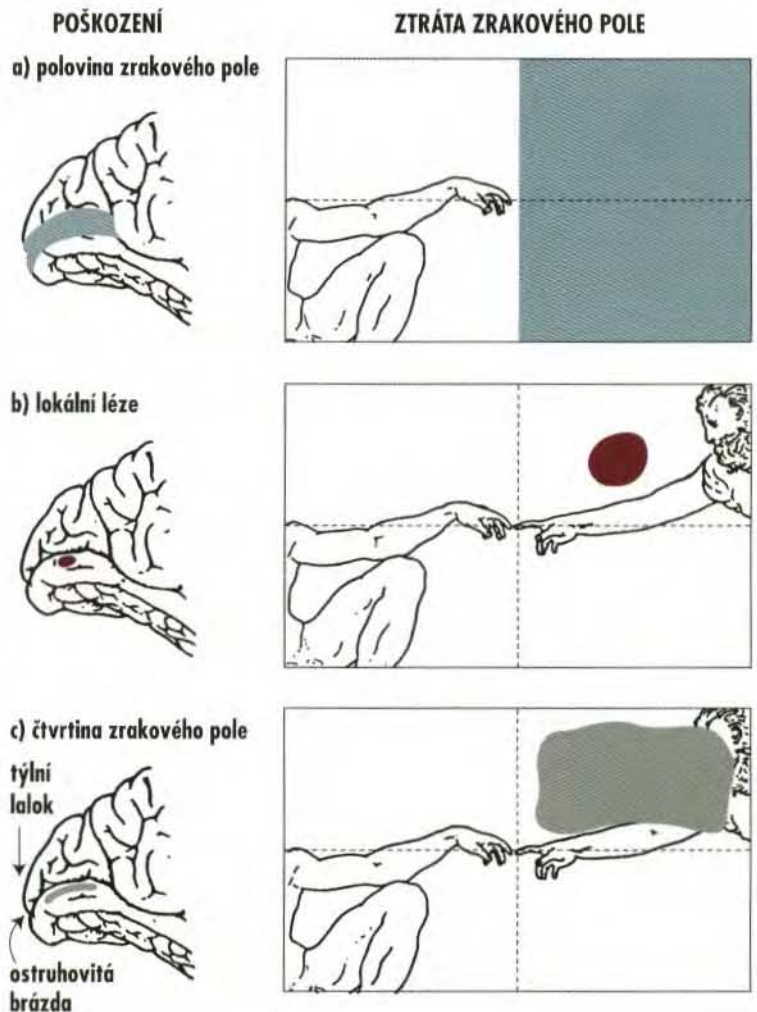 POŠKOZENÍ
ZTRÁTA ZRAKOVÉHO POLE
a) polovina zrakového pole
b) lokální léze
c) čtvrtina zrakového pole
týlní
lalok
ostruhovitá
brázda